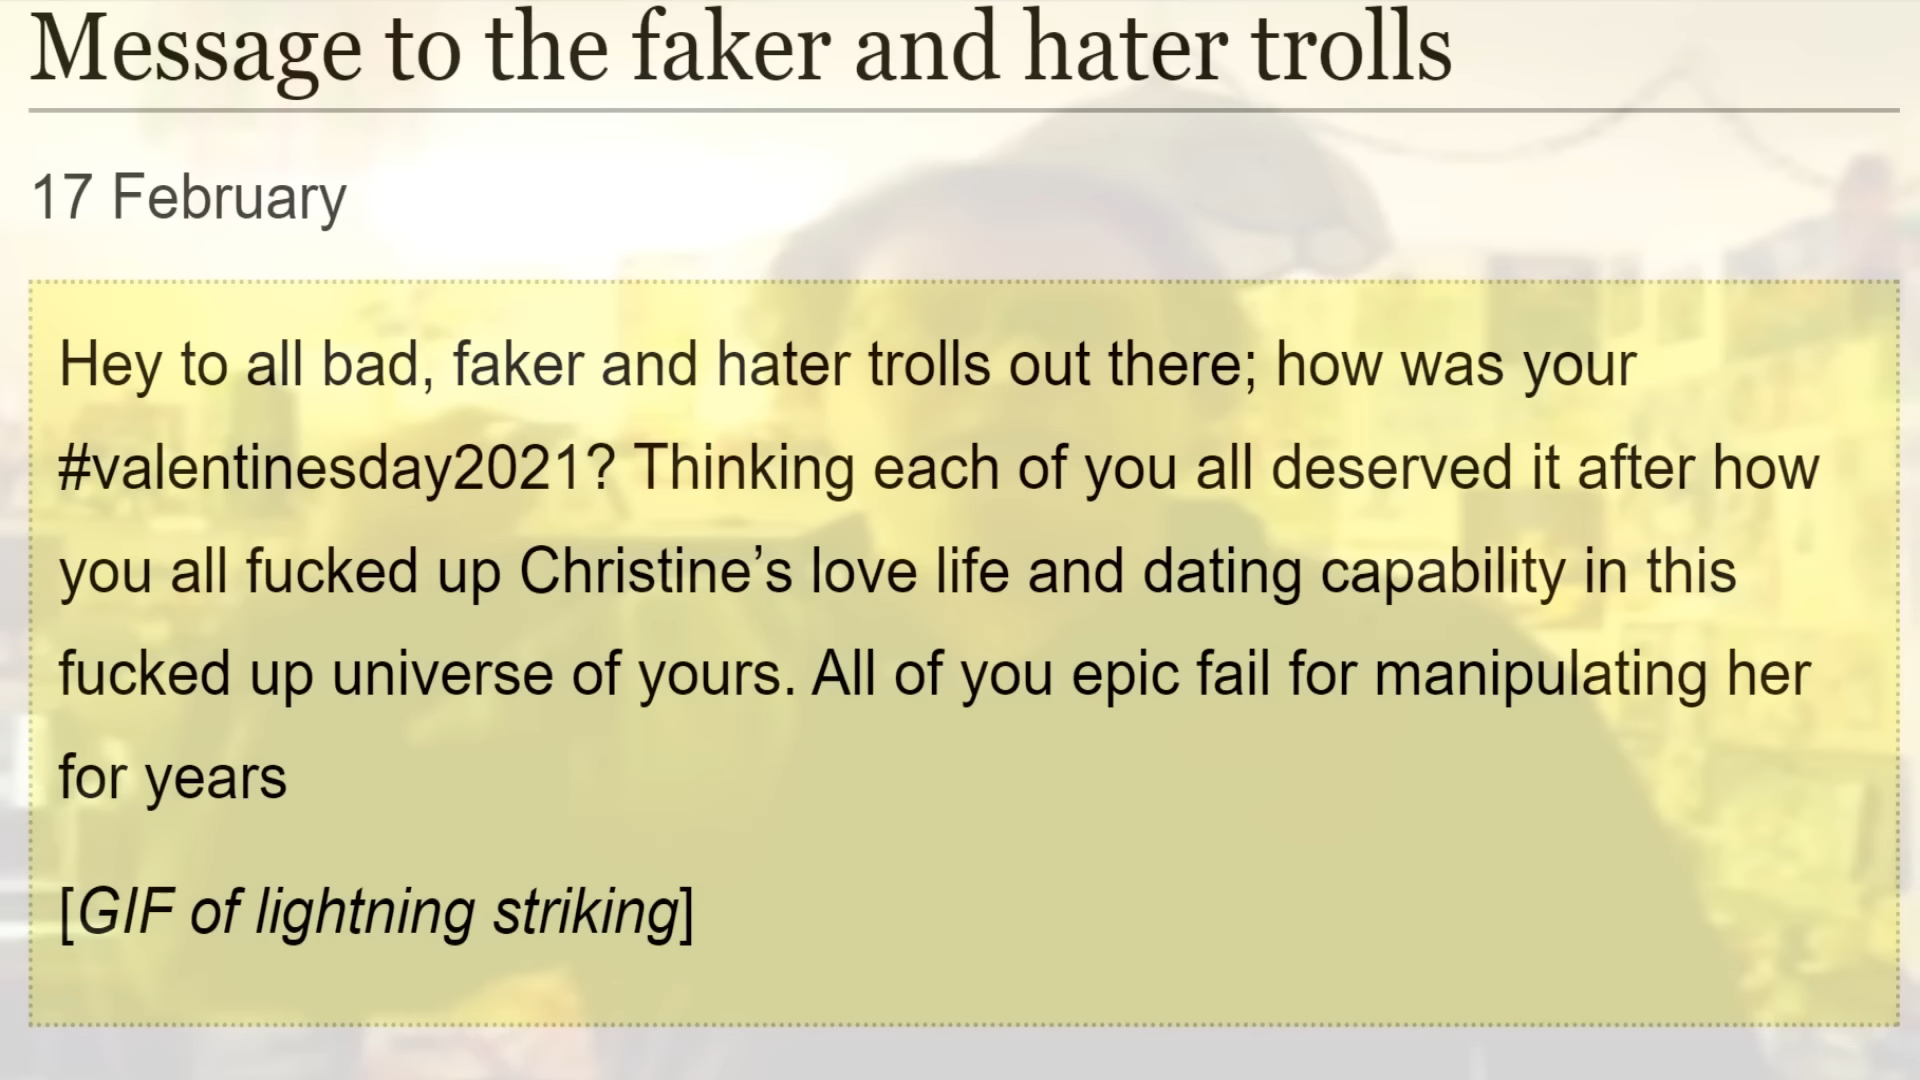 Message to the faker and hater trolls
17 February
Hey to all bad, faker and hater trolls out there; how was your
#valentinesday2021? Thinking each of you all deserved it after how
you all fucked up Christine’s love life and dating capability in this
fucked up universe of yours. All of you epic fail for manipulating her
for years
[GIF of lightning striking]